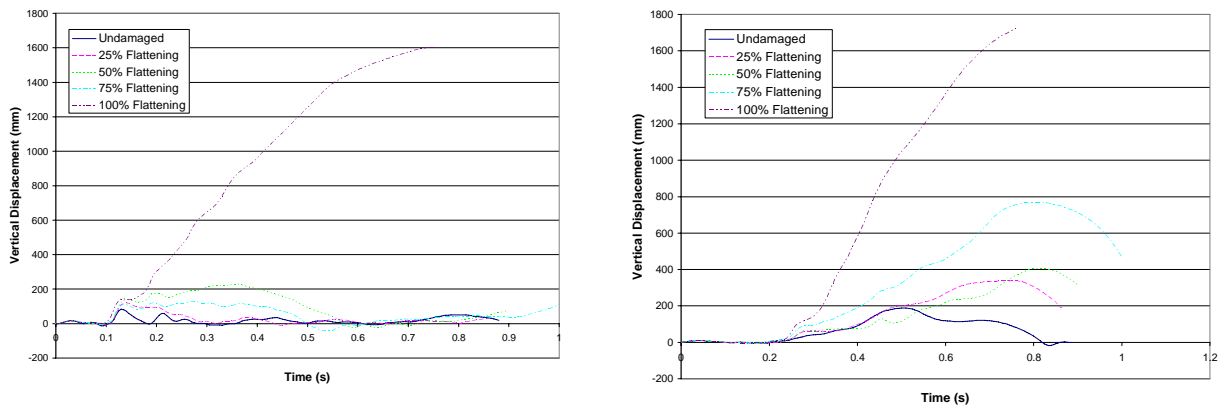 1800
1600
1400
1200
1000
800
600
400
200
0
-200
Vertical Displacement (mm)
Undamaged
25% Flattening
50% Flattening
75% Flattening
100% Flattening
0 0.1 0.2 0.3 0.4 0.5 0.6 0.7 0.8 0.9 1
Time (s)
1800
1600
1400
1200
1000
800
600
400
200
0
-200
Vertical Displacement (mm)
Undamaged
25% Flattening
50% Flattening
75% Flattening
100% Flattening
0 0.2 0.4 0.6 0.8 1 1.2
Time (s)